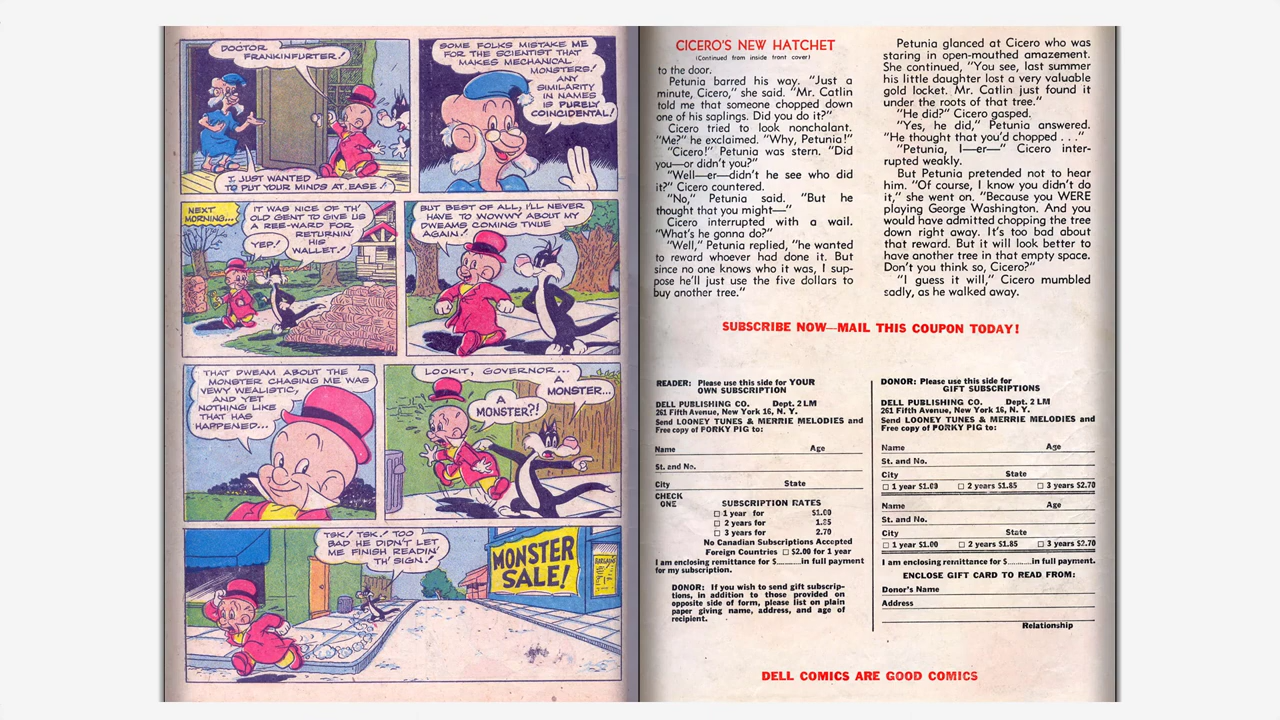 DOCTOR
FRANKINFURTER!
I JUST WANTED
TO PUT YOUR MINDS AT EASE!
SOME FOLKS MISTAKE ME
FOR THE SCIENTIST THAT
MAKES MECHANICAL
MONSTERS!
ANY
SIMILARITY
IN NAMES
IS PURELY
COINCIDENTAL!
NEXT
MORNING...
IT WAS NICE OF TH'
OLD GENT TO GIVE US
A REE-WARD FOR
RETURNIN'
HIS
WALLET!
YEP!
BUT BEST OF ALL, I'LL NEVER
HAVE TO WOWWY ABOUT MY
DWEAMS COMING TWUE
AGAIN!
THAT DWEAM ABOUT THE
MONSTER CHASING ME WAS
VEWY WEALISTIC,
AND YET
NOTHING LIKE
THAT HAS
HAPPENED...
LOOKIT, GOVERNOR...
A
MONSTER...
A
MONSTER?!
TSK! TSK! TOO
BAD HE DIDN'T LET
ME FINISH READIN'
TH' SIGN!
MONSTER
SALE!
CICERO'S NEW HATCHET
(Continued from inside front cover)
to the door.
Petunia barred his way. "Just a
minute, Cicero," she said. "Mr. Catlin
told me that someone chopped down
one of his saplings. Did you do it?"
Cicero tried to look nonchalant.
"Me?" he exclaimed. "Why, Petunia!"
"Cicero!" Petunia was stern. "Did
you—or didn't you?"
"Well—er—didn't he see who did
it?" Cicero countered.
"No," Petunia said. "But he
thought that you might—"
Cicero interrupted with a wail.
"What's he gonna do?"
"Well," Petunia replied, "he wanted
to reward whoever had done it. But
since no one knows who it was, I sup-
pose he'll just use the five dollars to
buy another tree."
Petunia glanced at Cicero who was
staring in open-mouthed amazement.
She continued, "You see, last summer
his little daughter lost a very valuable
gold locket. Mr. Catlin just found it
under the roots of that tree."
"He did?" Cicero gasped.
"Yes, he did," Petunia answered.
"He thought that you'd chopped . . ."
"Petunia, I—er—" Cicero inter-
rupted weakly.
But Petunia pretended not to hear
him. "Of course, I know you didn't do
it," she went on. "Because you WERE
playing George Washington. And you
would have admitted chopping the tree
down right away. It's too bad about
that reward. But it will look better to
have another tree in that empty space.
Don't you think so, Cicero?"
"I guess it will," Cicero mumbled
sadly, as he walked away.
SUBSCRIBE NOW—MAIL THIS COUPON TODAY!
READER: Please use this side for YOUR
OWN SUBSCRIPTION
DELL PUBLISHING CO. Dept. 2 LM
261 Fifth Avenue, New York 16, N. Y.
Send LOONEY TUNES & MERRIE MELODIES and
Free copy of PORKY PIG to:
Name Age
St. and No.
City State
CHECK
ONE
SUBSCRIPTION RATES
□ 1 year for $1.00
□ 2 years for 1.85
□ 3 years for 2.70
No Canadian Subscriptions Accepted
Foreign Countries □ $2.00 for 1 year
I am enclosing remittance for $..........in full payment
for my subscription.
DONOR: If you wish to send gift subscrip-
tions, in addition to those provided on
opposite side of form, please list on plain
paper giving name, address, and age of
recipient.
DONOR: Please use this side for
GIFT SUBSCRIPTIONS
DELL PUBLISHING CO. Dept. 2 LM
261 Fifth Avenue, New York 16, N. Y.
Send LOONEY TUNES & MERRIE MELODIES and
Free copy of PORKY PIG to:
Name Age
St. and No.
City State
□ 1 year $1.00 □ 2 years $1.85 □ 3 years $2.70
Name Age
St. and No.
City State
□ 1 year $1.00 □ 2 years $1.85 □ 3 years $2.70
I am enclosing remittance for $..........in full payment.
ENCLOSE GIFT CARD TO READ FROM:
Donor's Name
Address
Relationship
DELL COMICS ARE GOOD COMICS